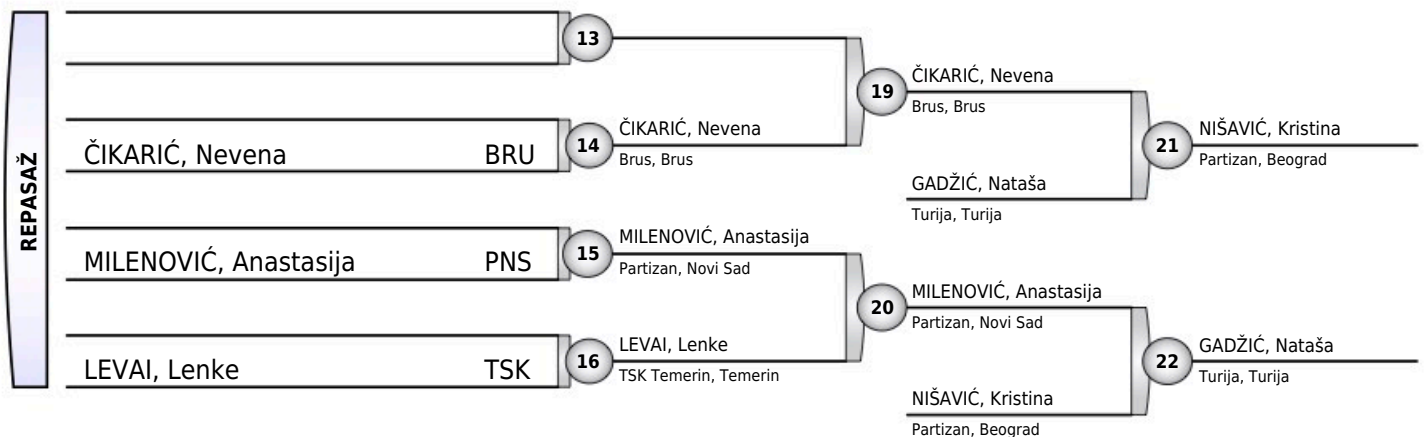 REPASAŽ
13
ČIKARIĆ, Nevena BRU
14
ČIKARIĆ, Nevena
Brus, Brus
19
ČIKARIĆ, Nevena
Brus, Brus
GADŽIĆ, Nataša
Turija, Turija
21
NIŠAVIĆ, Kristina
Partizan, Beograd
MILENOVIĆ, Anastasija PNS
15
MILENOVIĆ, Anastasija
Partizan, Novi Sad
LEVAI, Lenke TSK
16
LEVAI, Lenke
TSK Temerin, Temerin
20
MILENOVIĆ, Anastasija
Partizan, Novi Sad
NIŠAVIĆ, Kristina
Partizan, Beograd
22
GADŽIĆ, Nataša
Turija, Turija